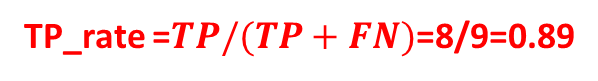 TP_rate =TP/(TP + FN)=8/9=0.89